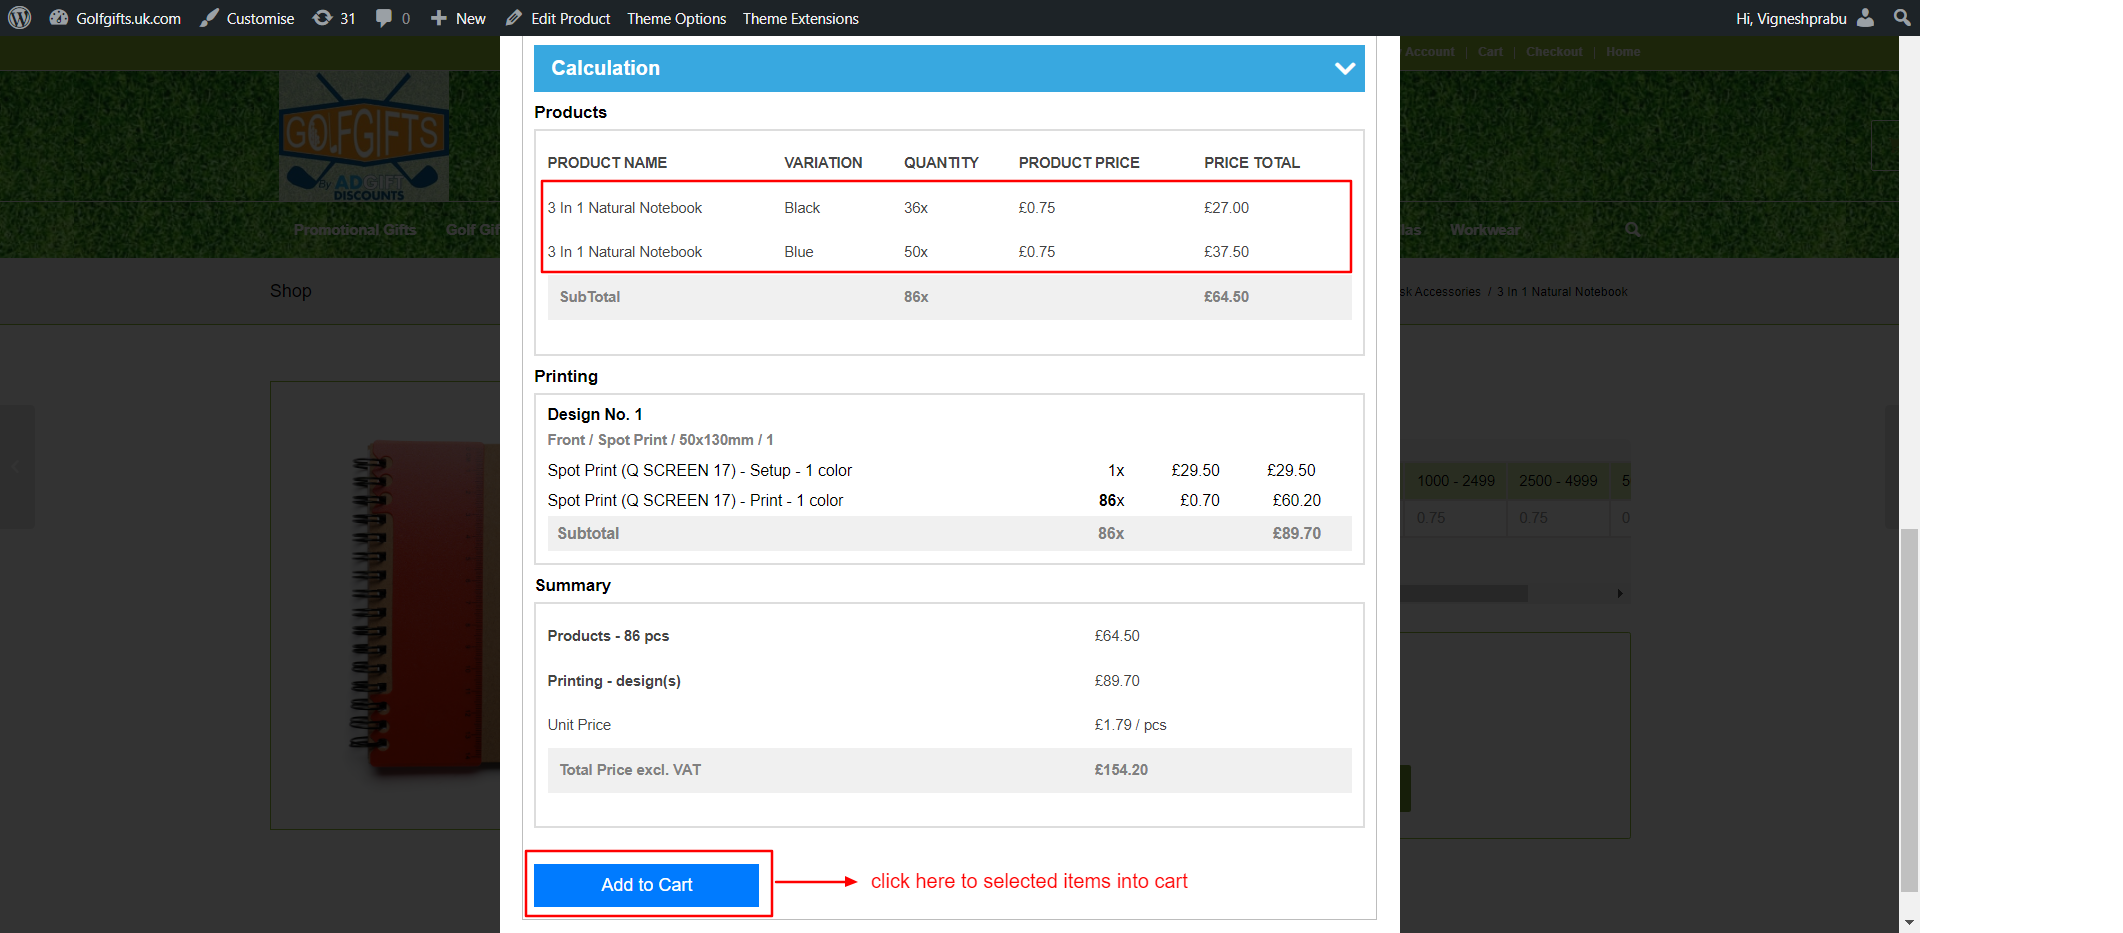 Golfgifts.uk.com Customise 31 0 New Edit Product Theme Options Theme Extensions Hi, Vigneshprabu
Account Cart Checkout Home
Calculation
GOLFGIFTS
By ADGIFT
DISCOUNTS
Promotional Gifts Golf Gif
las Workwear
Shop
sk Accessories / 3 In 1 Natural Notebook
Products
PRODUCT NAME VARIATION QUANTITY PRODUCT PRICE PRICE TOTAL
3 In 1 Natural Notebook Black 36x £0.75 £27.00
3 In 1 Natural Notebook Blue 50x £0.75 £37.50
SubTotal 86x £64.50
Printing
Design No. 1
Front / Spot Print / 50x130mm / 1
Spot Print (Q SCREEN 17) - Setup - 1 color 1x £29.50 £29.50
Spot Print (Q SCREEN 17) - Print - 1 color 86x £0.70 £60.20
Subtotal 86x £89.70
1000 - 2499 2500 - 4999 5
0.75 0.75 0
Summary
Products - 86 pcs £64.50
Printing - design(s) £89.70
Unit Price £1.79 / pcs
Total Price excl. VAT £154.20
Add to Cart
click here to selected items into cart